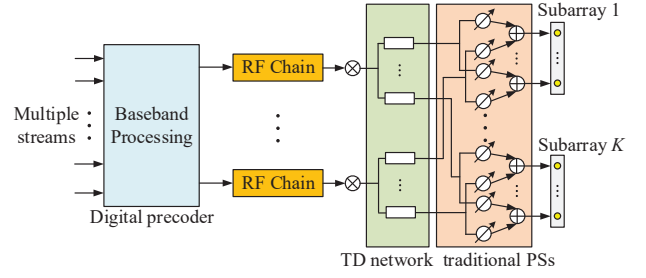 Subarray 1
RF Chain
Multiple
streams
Baseband
Processing
Subarray K
RF Chain
Digital precoder
TD network
traditional PSs